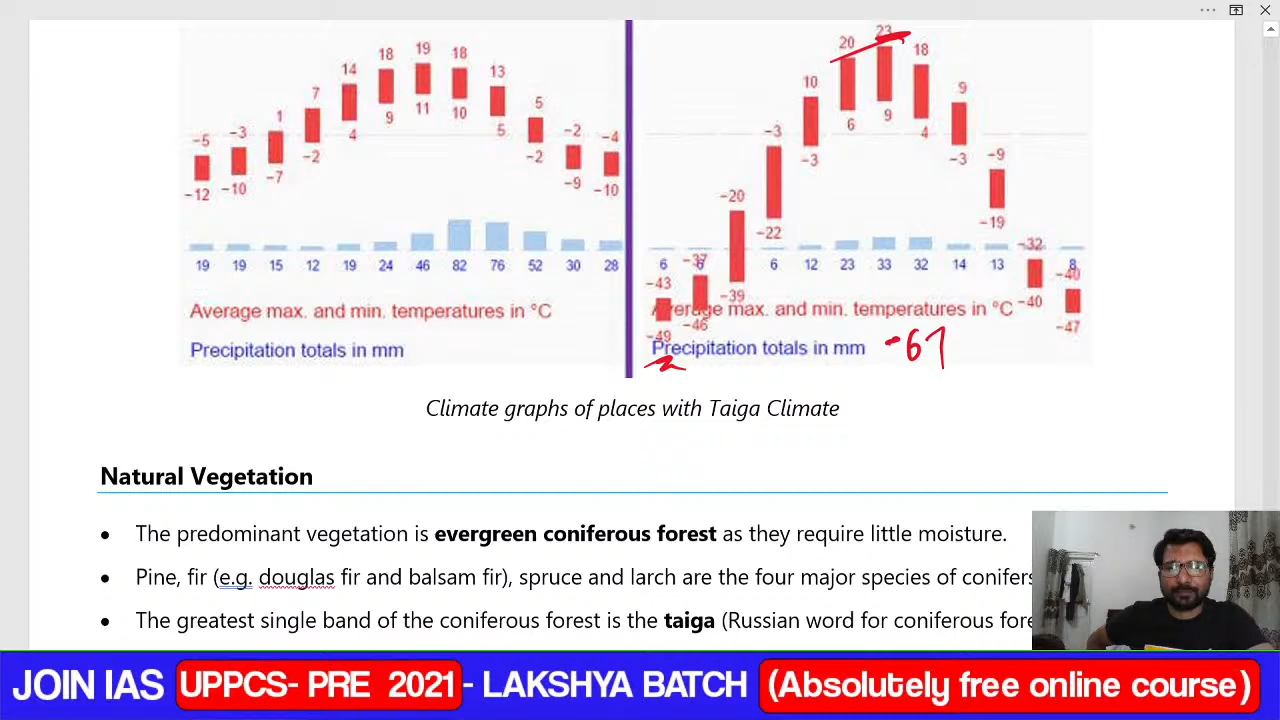 -5 -3 1 7 14 18 19 18 13 5 -2 -4
-12 -10 -7 -2 4 9 11 10 5 -2 -9 -10
19 19 15 12 19 24 46 82 76 52 30 28
Average max. and min. temperatures in °C
Precipitation totals in mm
-43 -37 -20 -3 10 20 23 18 9 -9 -32 -40
-49 -46 -39 -22 -3 6 9 4 -3 -19 -40 -47
6 6 6 12 23 33 32 14 13 8
Average max. and min. temperatures in °C
Precipitation totals in mm
-67
Climate graphs of places with Taiga Climate
Natural Vegetation
• The predominant vegetation is evergreen coniferous forest as they require little moisture.
• Pine, fir (e.g. douglas fir and balsam fir), spruce and larch are the four major species of conifers
• The greatest single band of the coniferous forest is the taiga (Russian word for coniferous fore
JOIN IAS UPPCS- PRE 2021 - LAKSHYA BATCH (Absolutely free online course)